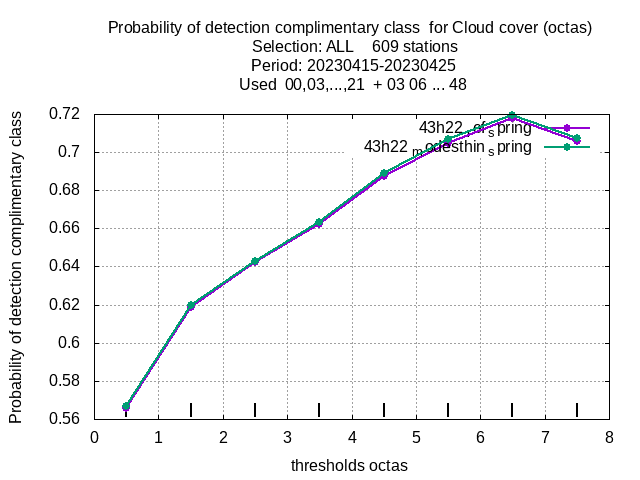 Probability of detection complimentary class  for Cloud cover (octas)
Selection: ALL    609 stations
Period: 20230415-20230425
Used  00,03,...,21  + 03 06 ... 48
Probability of detection complimentary class
0.72
0.7
0.68
0.66
0.64
0.62
0.6
0.58
0.56
43h22 spring
43h22modesthinspring
0 1 2 3 4 5 6 7 8
thresholds octas